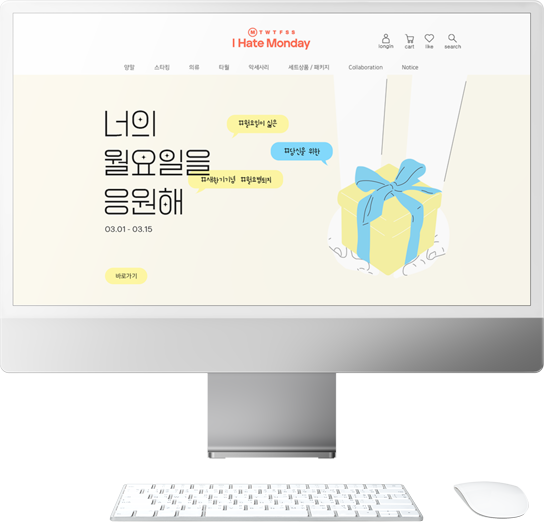 M T W T F S S
I Hate Monday
longin cart like search
양말 스타킹 의류 타월 악세사리 세트상품 / 패키지 Collaboration Notice
너의
월요일을
응원해
#월요일이 싫은
#당신을 위한
#새학기기념 #월요병퇴치
03.01 - 03.15
바로가기